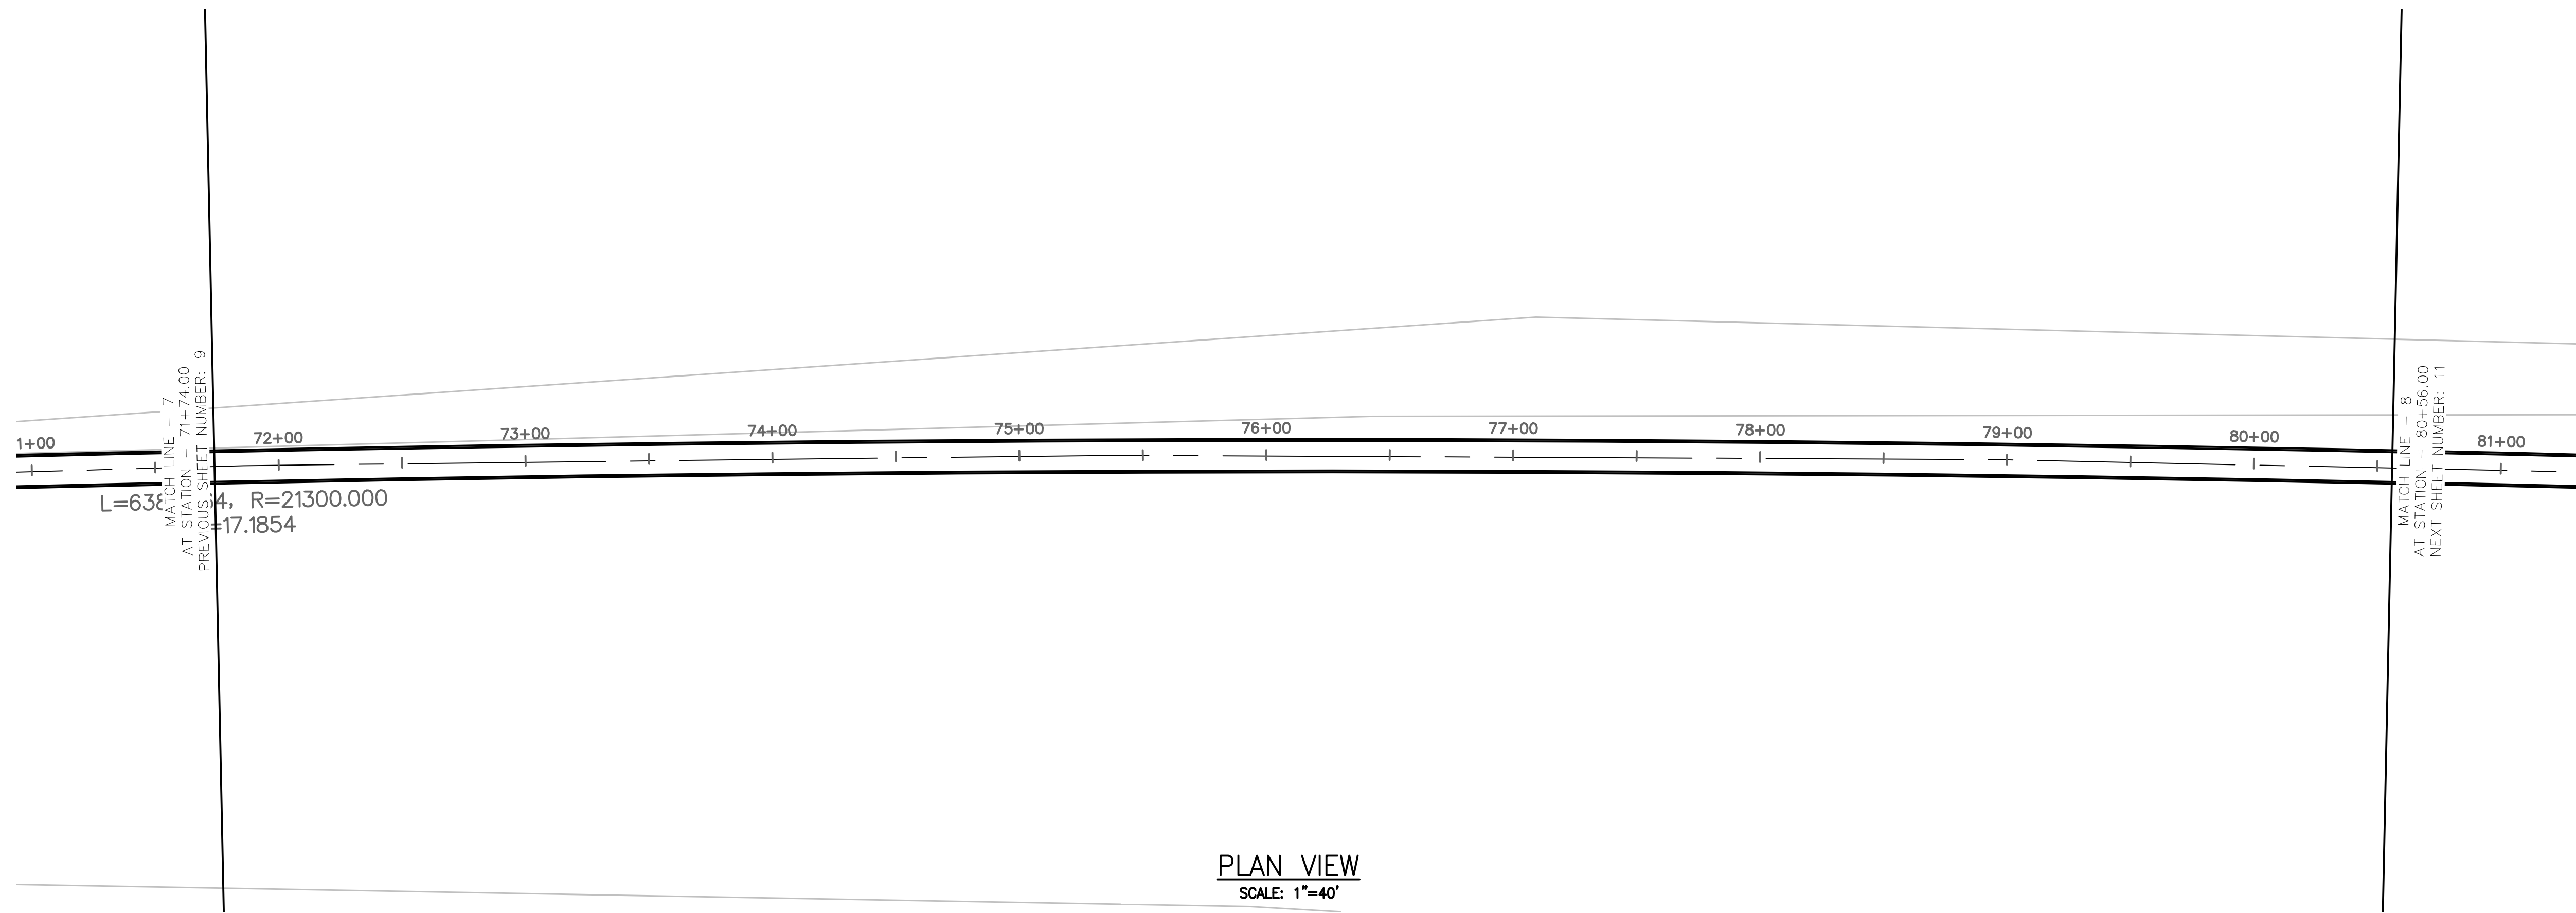 1+00
72+00
73+00
74+00
75+00
76+00
77+00
78+00
79+00
80+00
81+00
MATCH LINE - 7
AT STATION - 71+74.00
PREVIOUS SHEET NUMBER: 9
R=21300.000
=17.1854
MATCH LINE - 8
AT STATION - 80+56.00
NEXT SHEET NUMBER: 11
PLAN VIEW
SCALE: 1"=40'